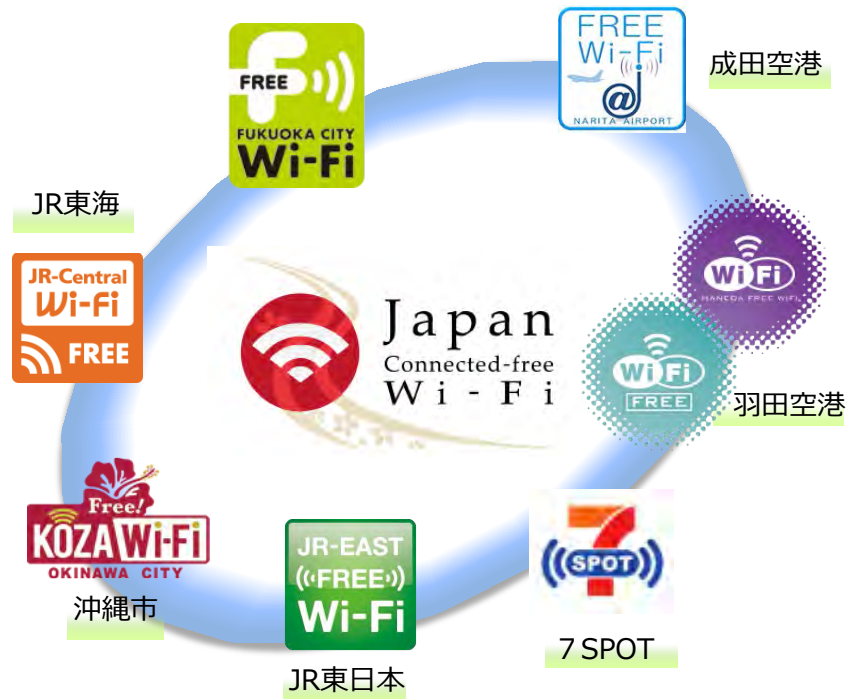 FREE
FUKUOKA CITY
Wi-Fi
FREE
Wi-Fi
@
NARITA AIRPORT
成田空港
JR東海
JR-Central
Wi-Fi
FREE
Japan
Connected-free
Wi-Fi
Wi Fi
HANEDA FREE WIFI
Wi Fi
FREE
羽田空港
Free!
KOZA Wi-Fi
OKINAWA CITY
沖縄市
JR-EAST
FREE
Wi-Fi
JR東日本
7
SPOT
７SPOT